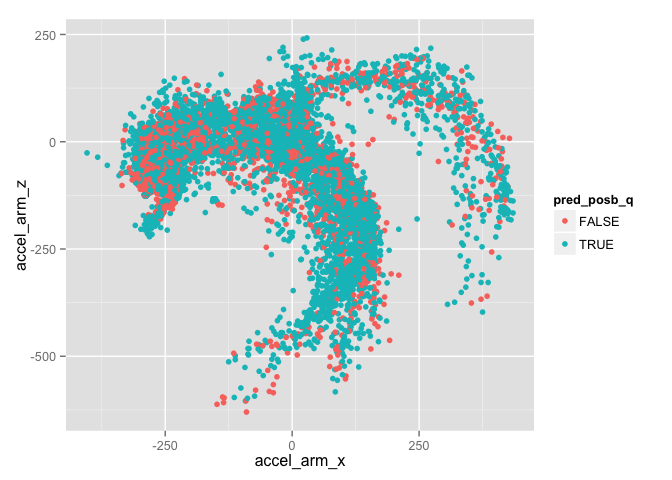 250
0
-250
-500
accel_arm_z
-250
0
250
accel_arm_x
pred_posb_q
FALSE
TRUE